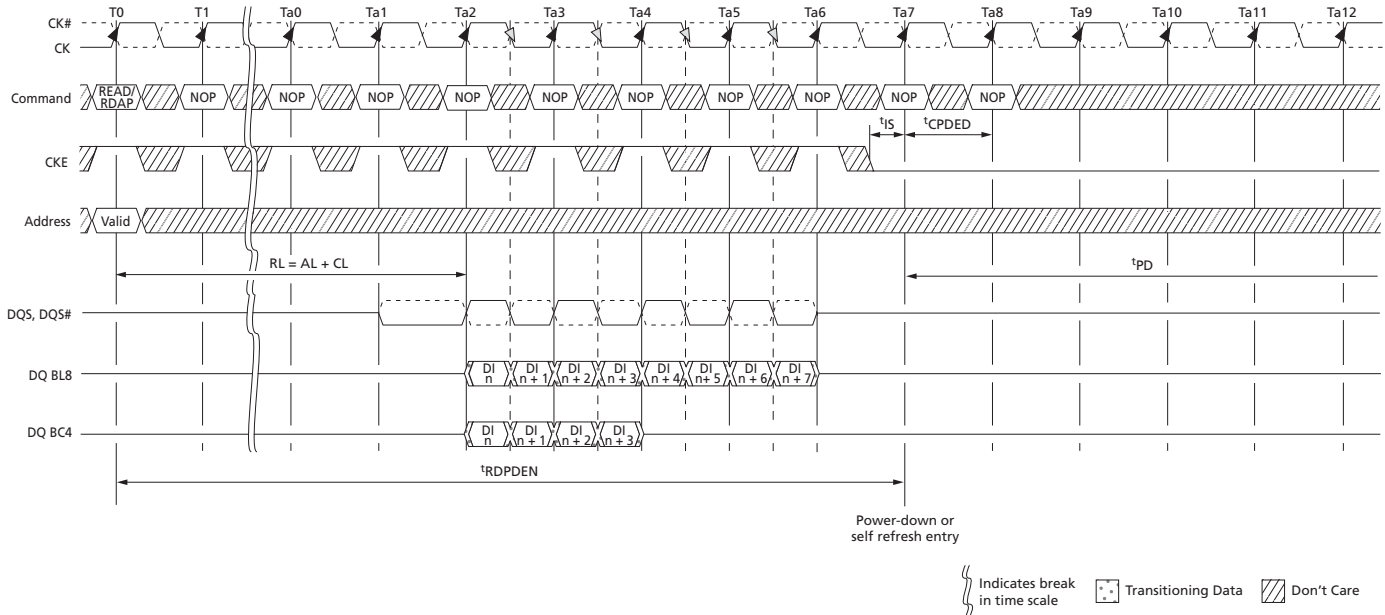 T0 T1 Ta0 Ta1 Ta2 Ta3 Ta4 Ta5 Ta6 Ta7 Ta8 Ta9 Ta10 Ta11 Ta12
CK#
CK
Command READ/ RDAP NOP NOP NOP NOP NOP NOP NOP NOP NOP NOP
tIS tCPDED
CKE
Address Valid
RL = AL + CL
tPD
DQS, DQS#
DQ BL8 DI n DI n + 1 DI n + 2 DI n + 3 DI n + 4 DI n+ 5 DI n + 6 DI n + 7
DQ BC4 DI n DI n + 1 DI n + 2 DI n + 3
tRDPDEN
Power-down or
self refresh entry
Indicates break
in time scale
Transitioning Data
Don't Care